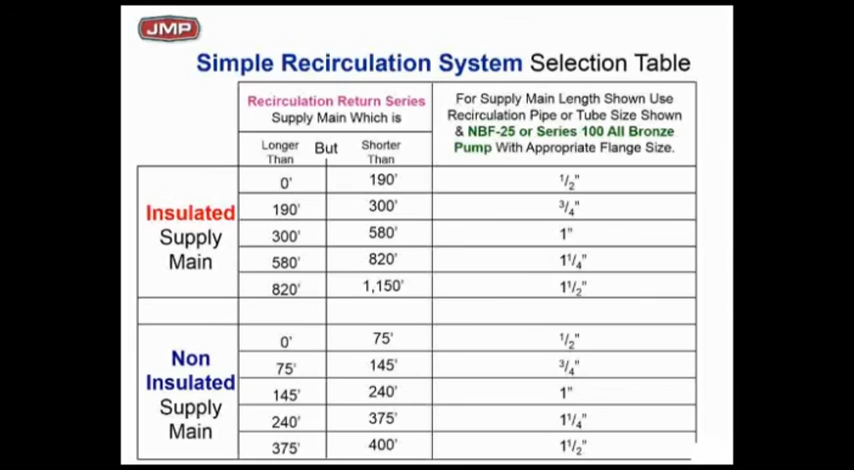 JMP
Simple Recirculation System Selection Table
Recirculation Return Series
Supply Main Which is
For Supply Main Length Shown Use
Recirculation Pipe or Tube Size Shown
& NBF-25 or Series 100 All Bronze
Pump With Appropriate Flange Size.
Longer Than But Shorter Than
Insulated
Supply
Main
0' 190' 1/2"
190' 300' 3/4"
300' 580' 1"
580' 820' 1 1/4"
820' 1,150' 1 1/2"
Non
Insulated
Supply
Main
0' 75' 1/2"
75' 145' 3/4"
145' 240' 1"
240' 375' 1 1/4"
375' 400' 1 1/2"